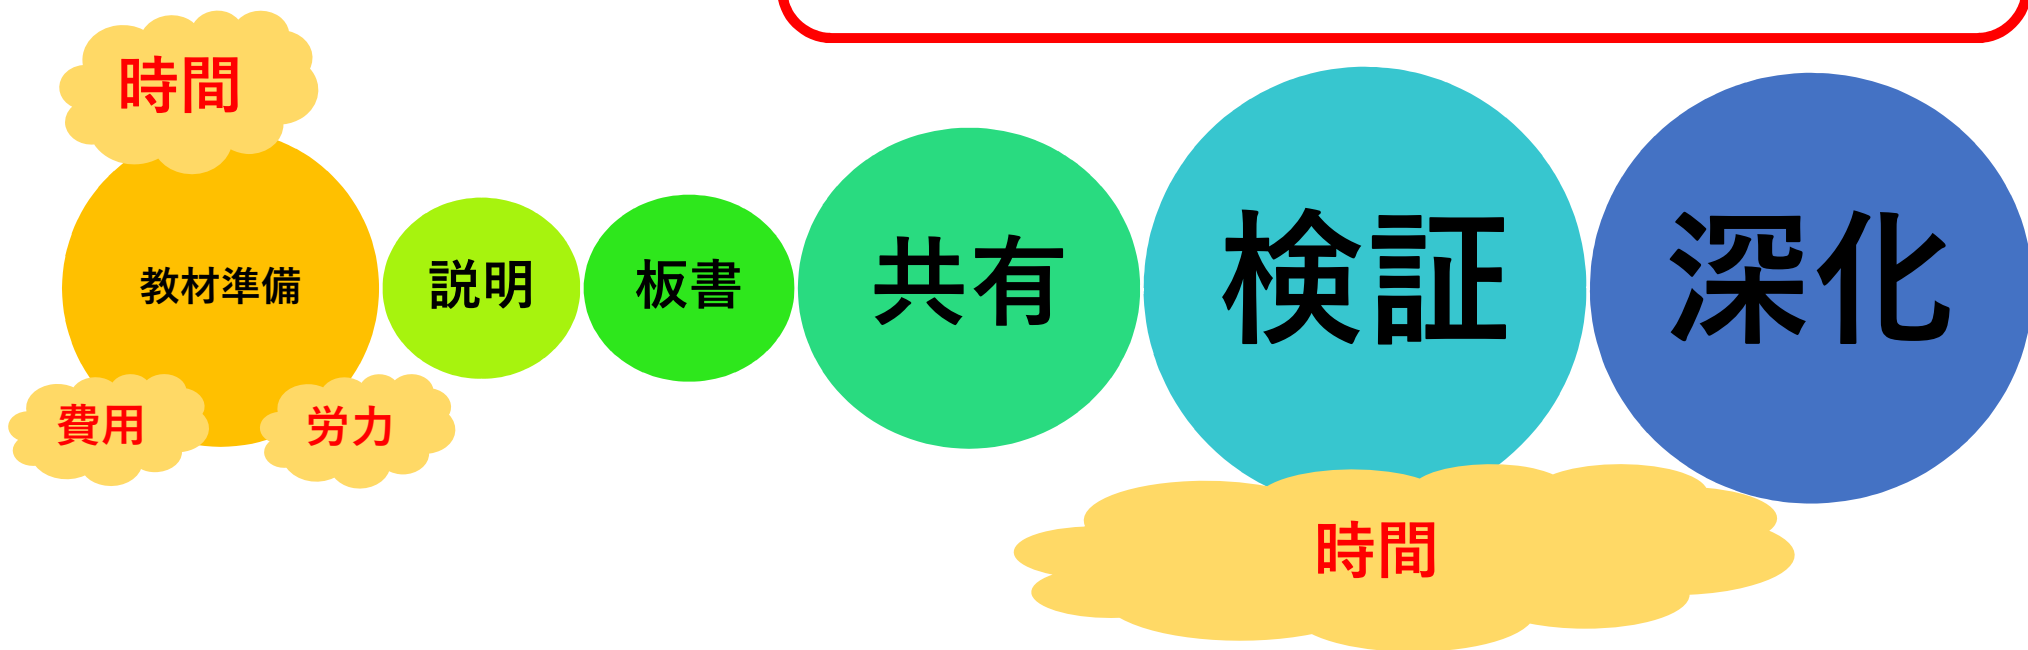 時間
教材準備
説明
板書
共有
検証
深化
費用
労力
時間